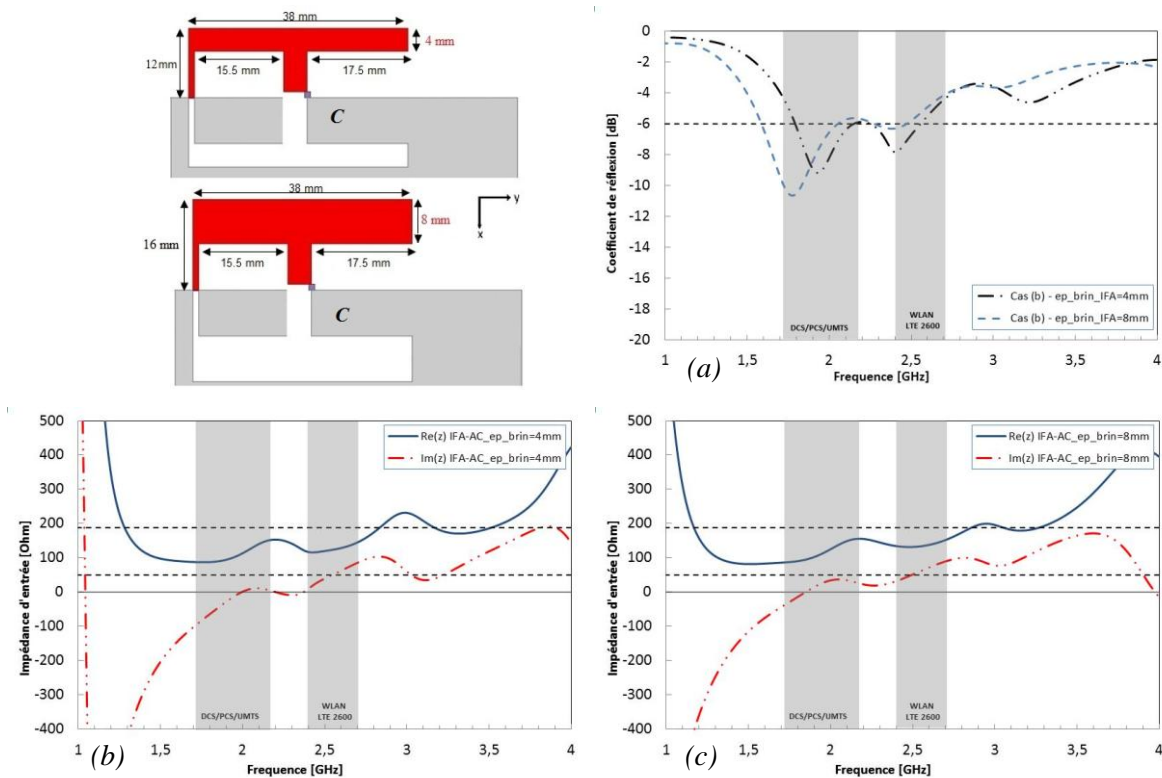 38 mm
4 mm
12mm
15.5 mm
17.5 mm
C
38 mm
y
x
8 mm
16 mm
15.5 mm
17.5 mm
C
0
-2
-4
-6
-8
-10
-12
-14
-16
-18
-20
Coefficient de réflexion [dB]
Cas (b) - ep_brin_IFA=4mm
Cas (b) - ep_brin_IFA=8mm
DCS/PCS/UMTS
WLAN
LTE 2600
1 1,5 2 2,5 3 3,5 4
Frequence [GHz]
(a)
500
400
300
200
100
0
-100
-200
-300
-400
Impédance d'entrée [Ohm]
Re(z) IFA-AC_ep_brin=4mm
Im(z) IFA-AC_ep_brin=4mm
DCS/PCS/UMTS
WLAN
LTE 2600
1 1,5 2 2,5 3 3,5 4
Frequence [GHz]
(b)
500
400
300
200
100
0
-100
-200
-300
-400
Impédance d'entrée [Ohm]
Re(z) IFA-AC_ep_brin=8mm
Im(z) IFA-AC_ep_brin=8mm
DCS/PCS/UMTS
WLAN
LTE 2600
1 1,5 2 2,5 3 3,5 4
Frequence [GHz]
(c)